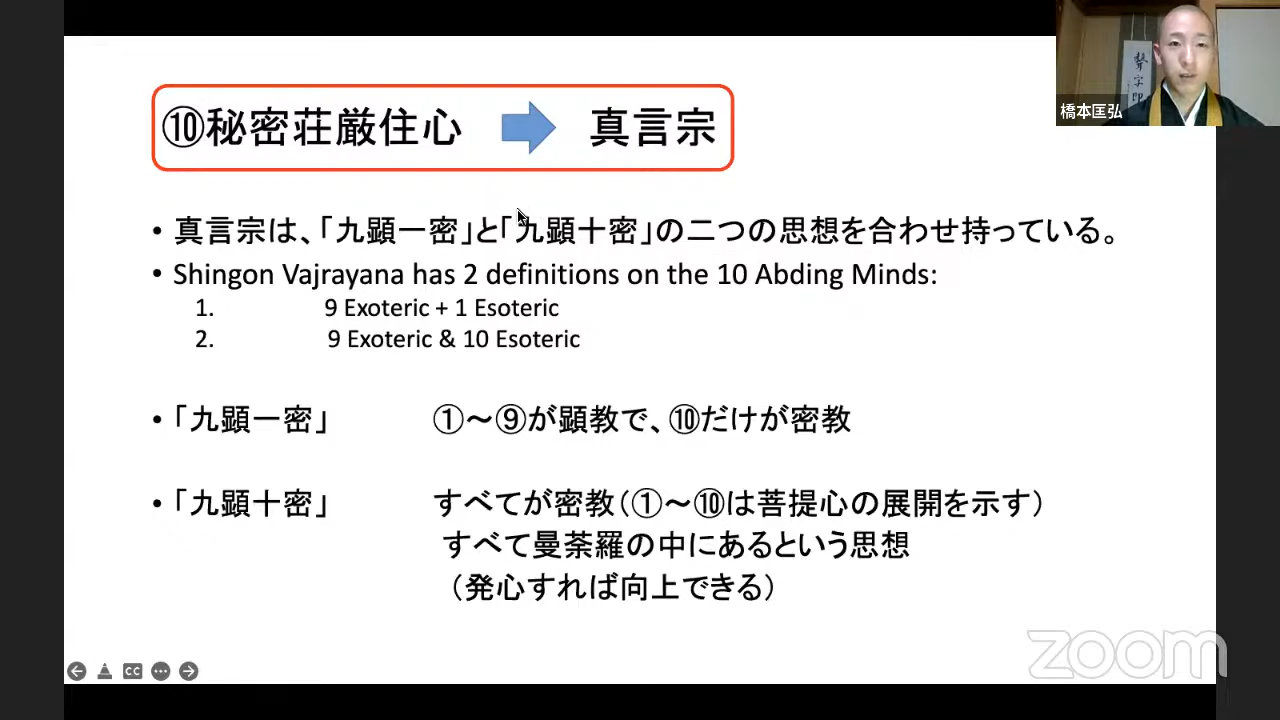 ⑩秘密荘厳住心 真言宗
橋本匡弘
• 真言宗は、「九顕一密」と「九顕十密」の二つの思想を合わせ持っている。
• Shingon Vajrayana has 2 definitions on the 10 Abding Minds:
1. 9 Exoteric + 1 Esoteric
2. 9 Exoteric & 10 Esoteric
• 「九顕一密」 ①～⑨が顕教で、⑩だけが密教
• 「九顕十密」 すべてが密教(①～⑩は菩提心の展開を示す)
すべて曼荼羅の中にあるという思想
(発心すれば向上できる)
CC
zoom